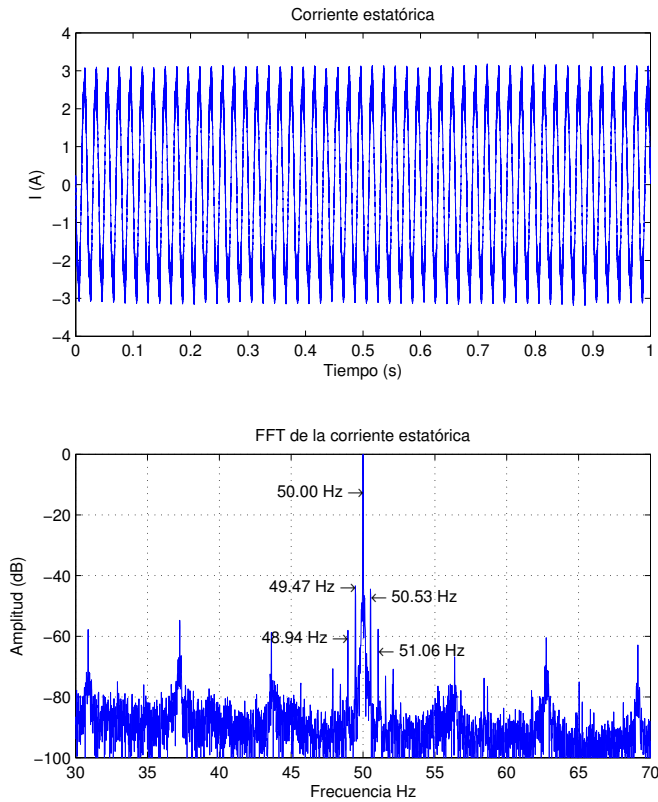 Corriente estatórica
4
3
2
1
0
−1
−2
−3
−4
I (A)
0 0.1 0.2 0.3 0.4 0.5 0.6 0.7 0.8 0.9 1
Tiempo (s)
FFT de la corriente estatórica
0
−20
−40
−60
−80
−100
Amplitud (dB)
50.00 Hz
49.47 Hz
50.53 Hz
48.94 Hz
51.06 Hz
30 35 40 45 50 55 60 65 70
Frecuencia Hz